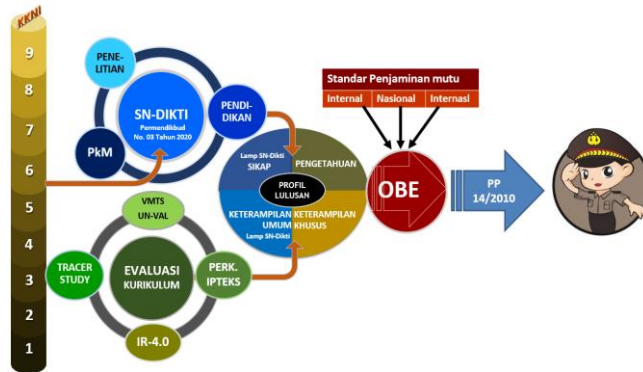 KKNI
9
8
7
6
5
4
3
2
1
PENE-
LITIAN
SN-DIKTI
Permendikbud
No. 03 Tahun 2020
PENDI-
DIKAN
PkM
VMTS
UN-VAL
TRACER
STUDY
EVALUASI
KURIKULUM
PERK.
IPTEKS
IR-4.0
Lamp SN-Dikti
SIKAP
PENGETAHUAN
PROFIL
LULUSAN
KETERAMPILAN
UMUM
Lamp SN-Dikti
KETERAMPILAN
KHUSUS
Standar Penjaminan mutu
Internal Nasional Internasl
OBE
PP
14/2010